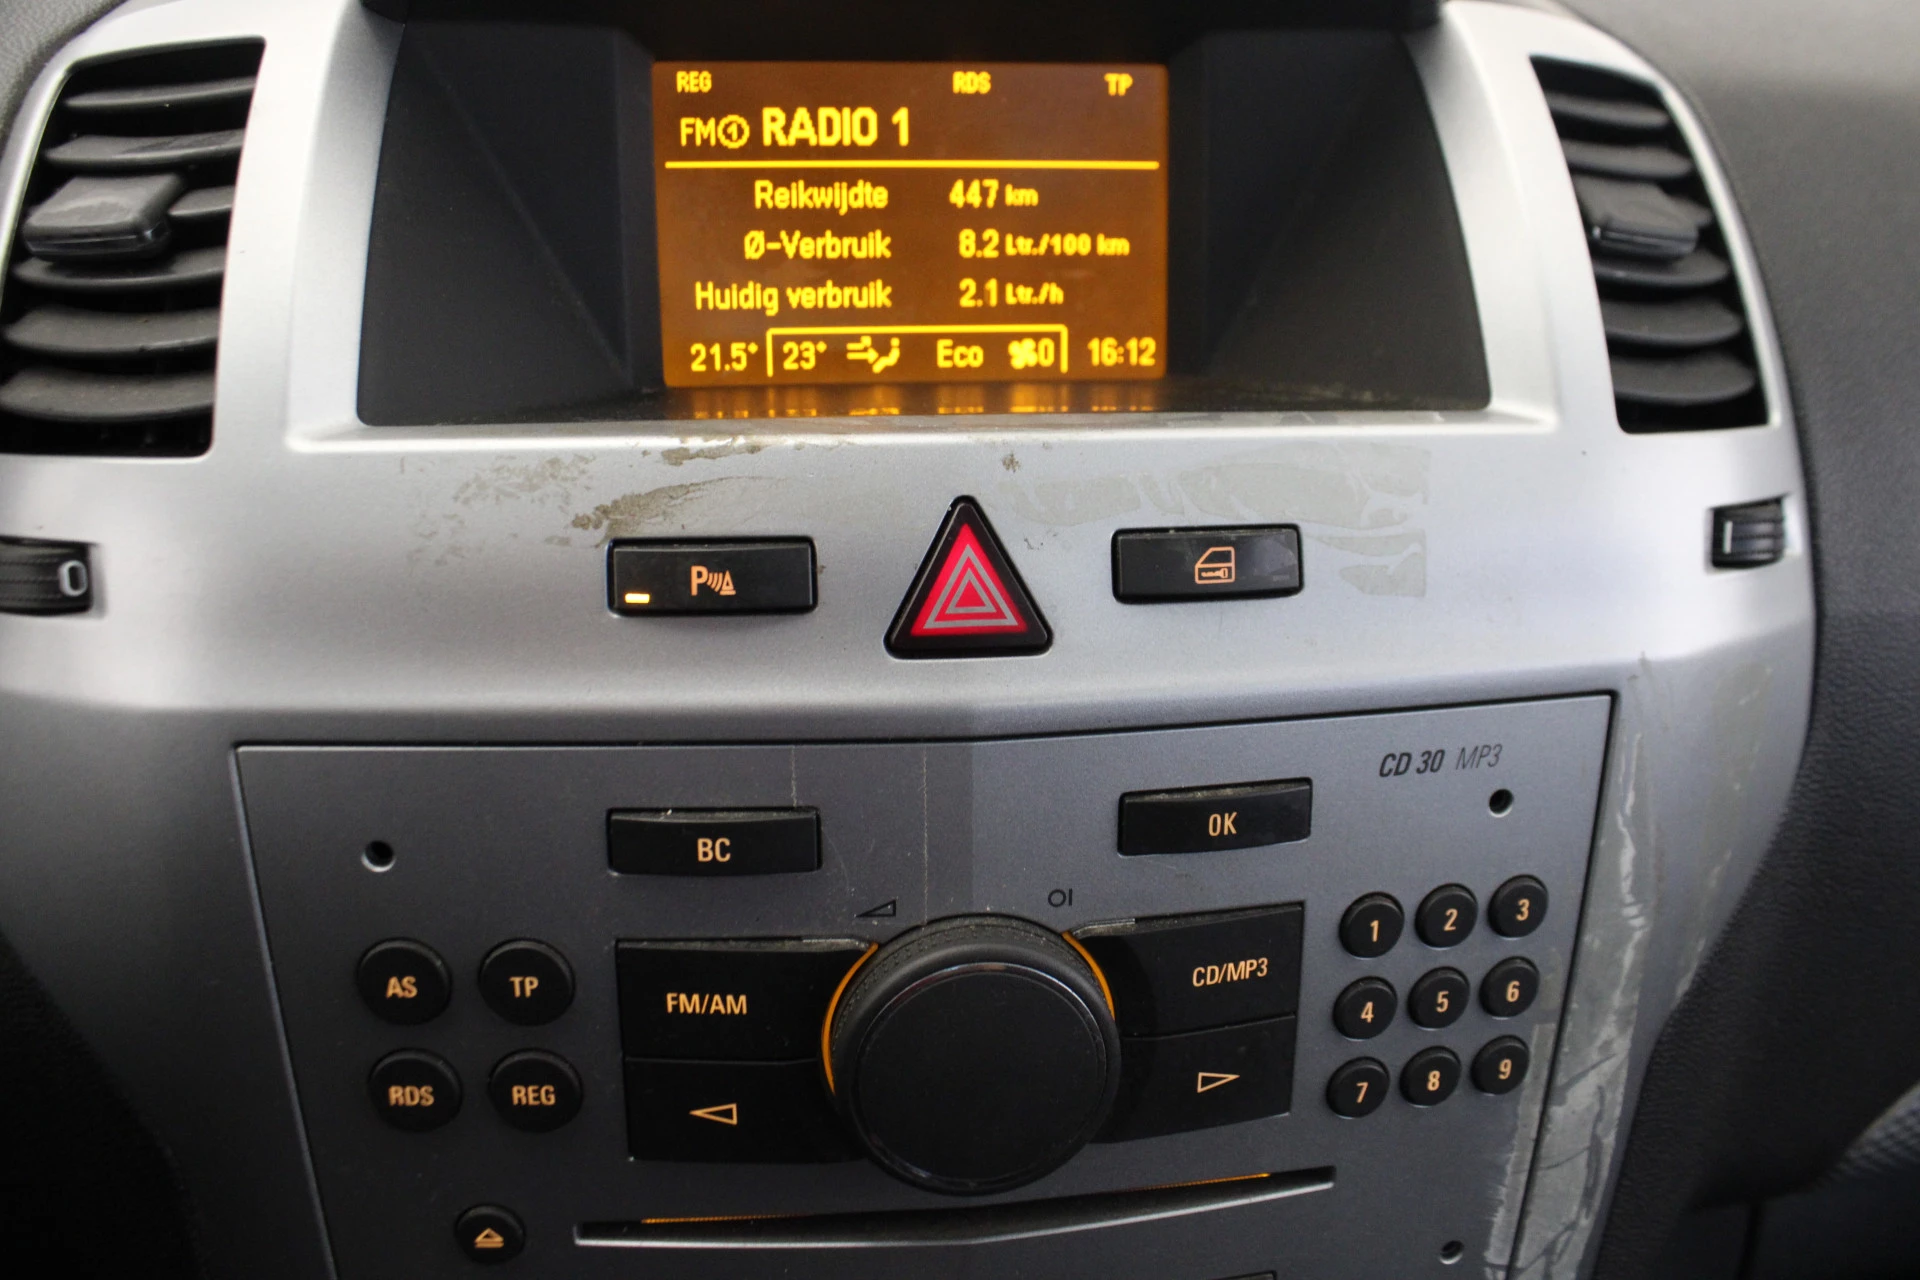 REG RDS TP
FM1 RADIO 1
Reikwijdte 447 km
Ø-Verbruik 8.2 Ltr./100 km
Huidig verbruik 2.1 Ltr./h
21.5° 23° Eco 0 16:12
0
P
CD 30 MP3
BC OK
AS TP FM/AM CD/MP3 1 2 3
4 5 6
RDS REG 7 8 9